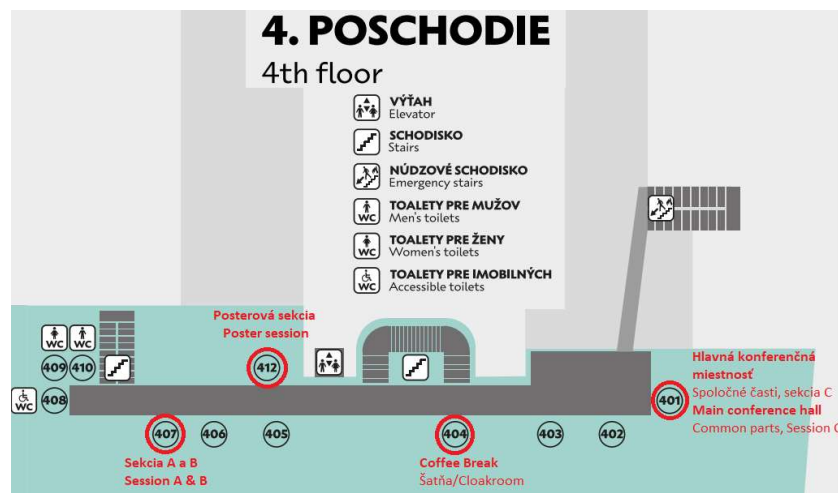 4. POSCHODIE
4th floor
VÝŤAH
Elevator
SCHODISKO
Stairs
NÚDZOVÉ SCHODISKO
Emergency stairs
TOALETY PRE MUŽOV
Men's toilets
TOALETY PRE ŽENY
Women's toilets
TOALETY PRE IMOBILNÝCH
Accessible toilets
WC
WC
WC
Posterová sekcia
Poster session
WC WC
409 410
412
WC 408
Hlavná konferenčná
miestnosť
Spoločné časti, sekcia C
Main conference hall
Common parts, Session C
401
407 406 405 404 403 402
Sekcia A a B
Session A & B
Coffee Break
Šatňa/Cloakroom